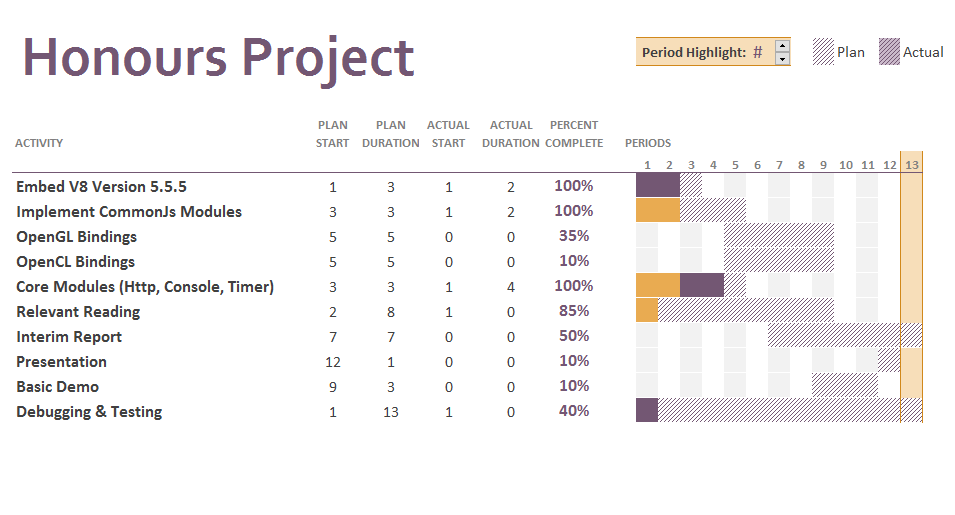 Honours Project
Period Highlight: #
Plan
Actual
PLAN PLAN ACTUAL ACTUAL PERCENT
ACTIVITY START DURATION START DURATION COMPLETE PERIODS
1 2 3 4 5 6 7 8 9 10 11 12 13
Embed V8 Version 5.5.5 1 3 1 2 100%
Implement CommonJs Modules 3 3 1 2 100%
OpenGL Bindings 5 5 0 0 35%
OpenCL Bindings 5 5 0 0 10%
Core Modules (Http, Console, Timer) 3 3 1 4 100%
Relevant Reading 2 8 1 0 85%
Interim Report 7 7 0 0 50%
Presentation 12 1 0 0 10%
Basic Demo 9 3 0 0 10%
Debugging & Testing 1 13 1 0 40%